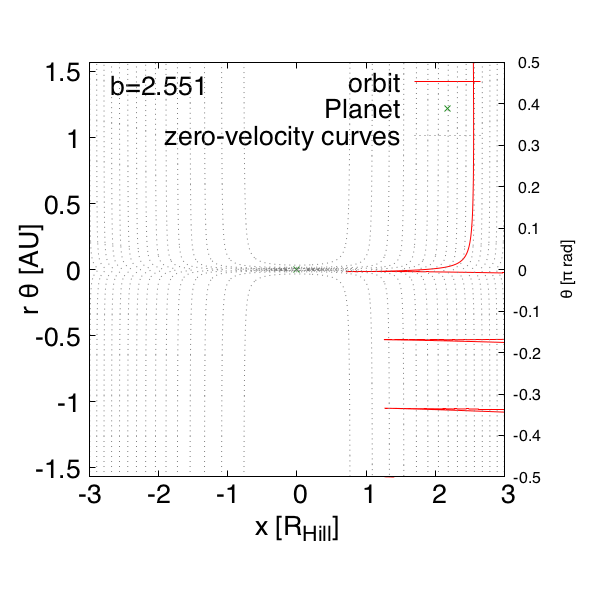 b=2.551
orbit
Planet
zero-velocity curves
1.5
1
0.5
0
-0.5
-1
-1.5
r θ [AU]
0.5
0.4
0.3
0.2
0.1
0
-0.1
-0.2
-0.3
-0.4
-0.5
θ [π rad]
-3 -2 -1 0 1 2 3
x [R_Hill]